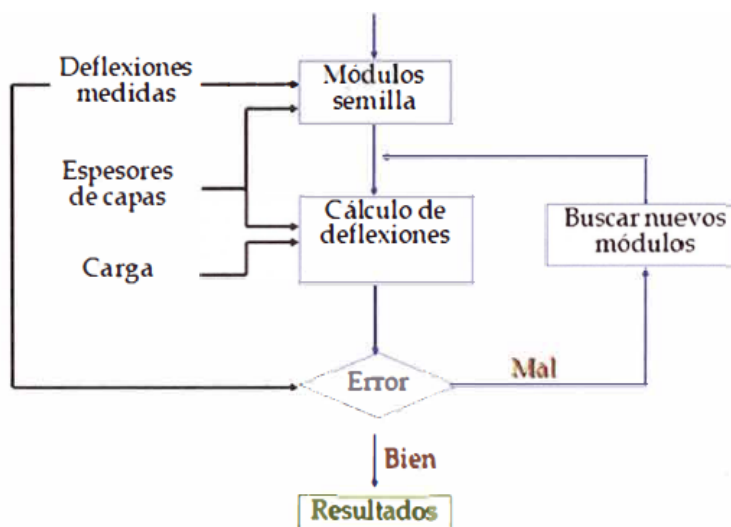 Deflexiones
medidas
Módulos
semilla
Espesores
de capas
Cálculo de
deflexiones
Buscar nuevos
módulos
Carga
Error
Mal
Bien
Resultados